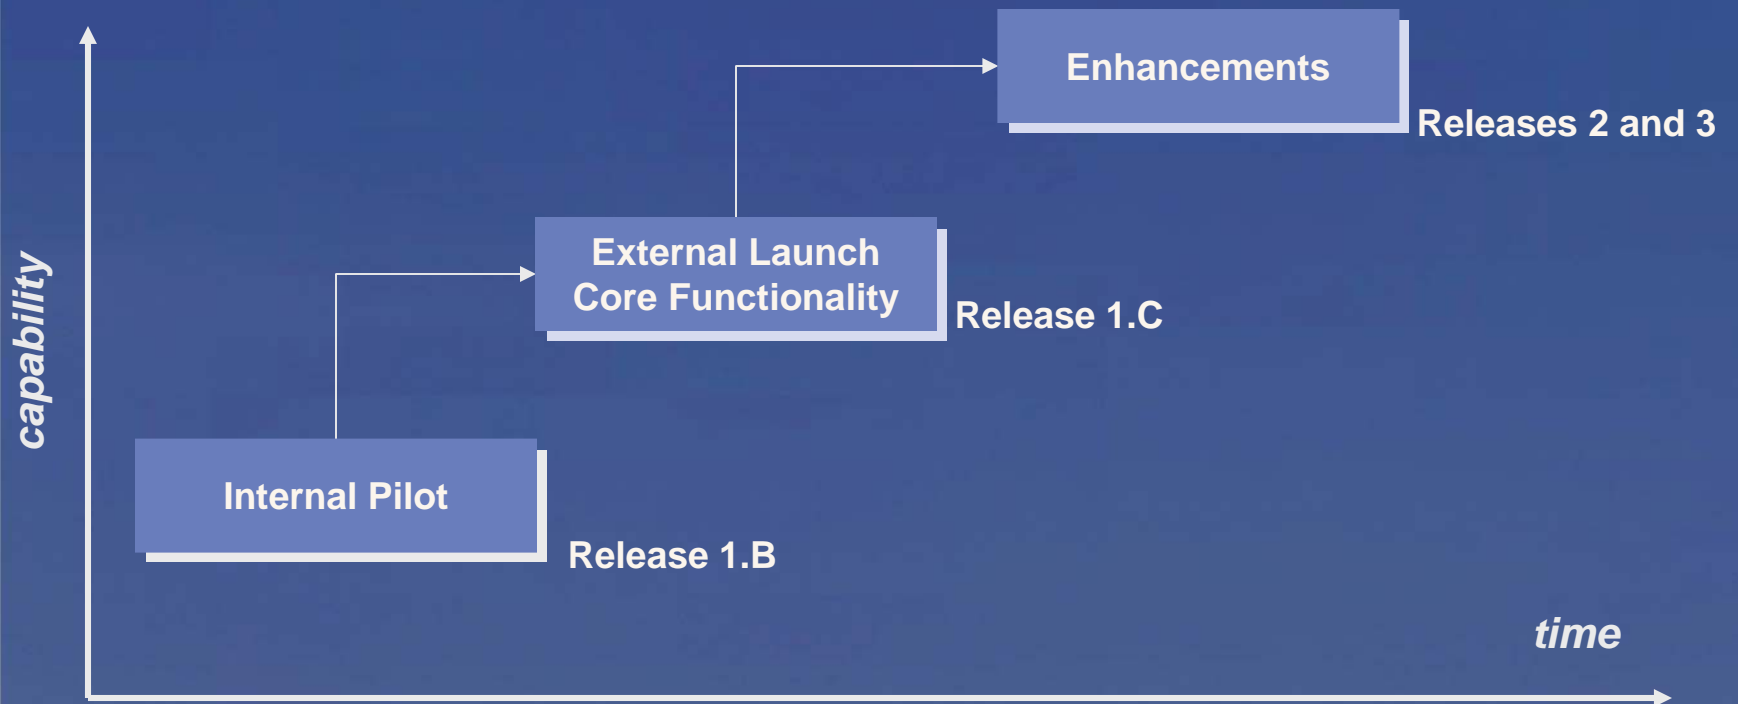 Enhancements
Releases 2 and 3
External Launch
Core Functionality
Release 1.C
capability
Internal Pilot
Release 1.B
time